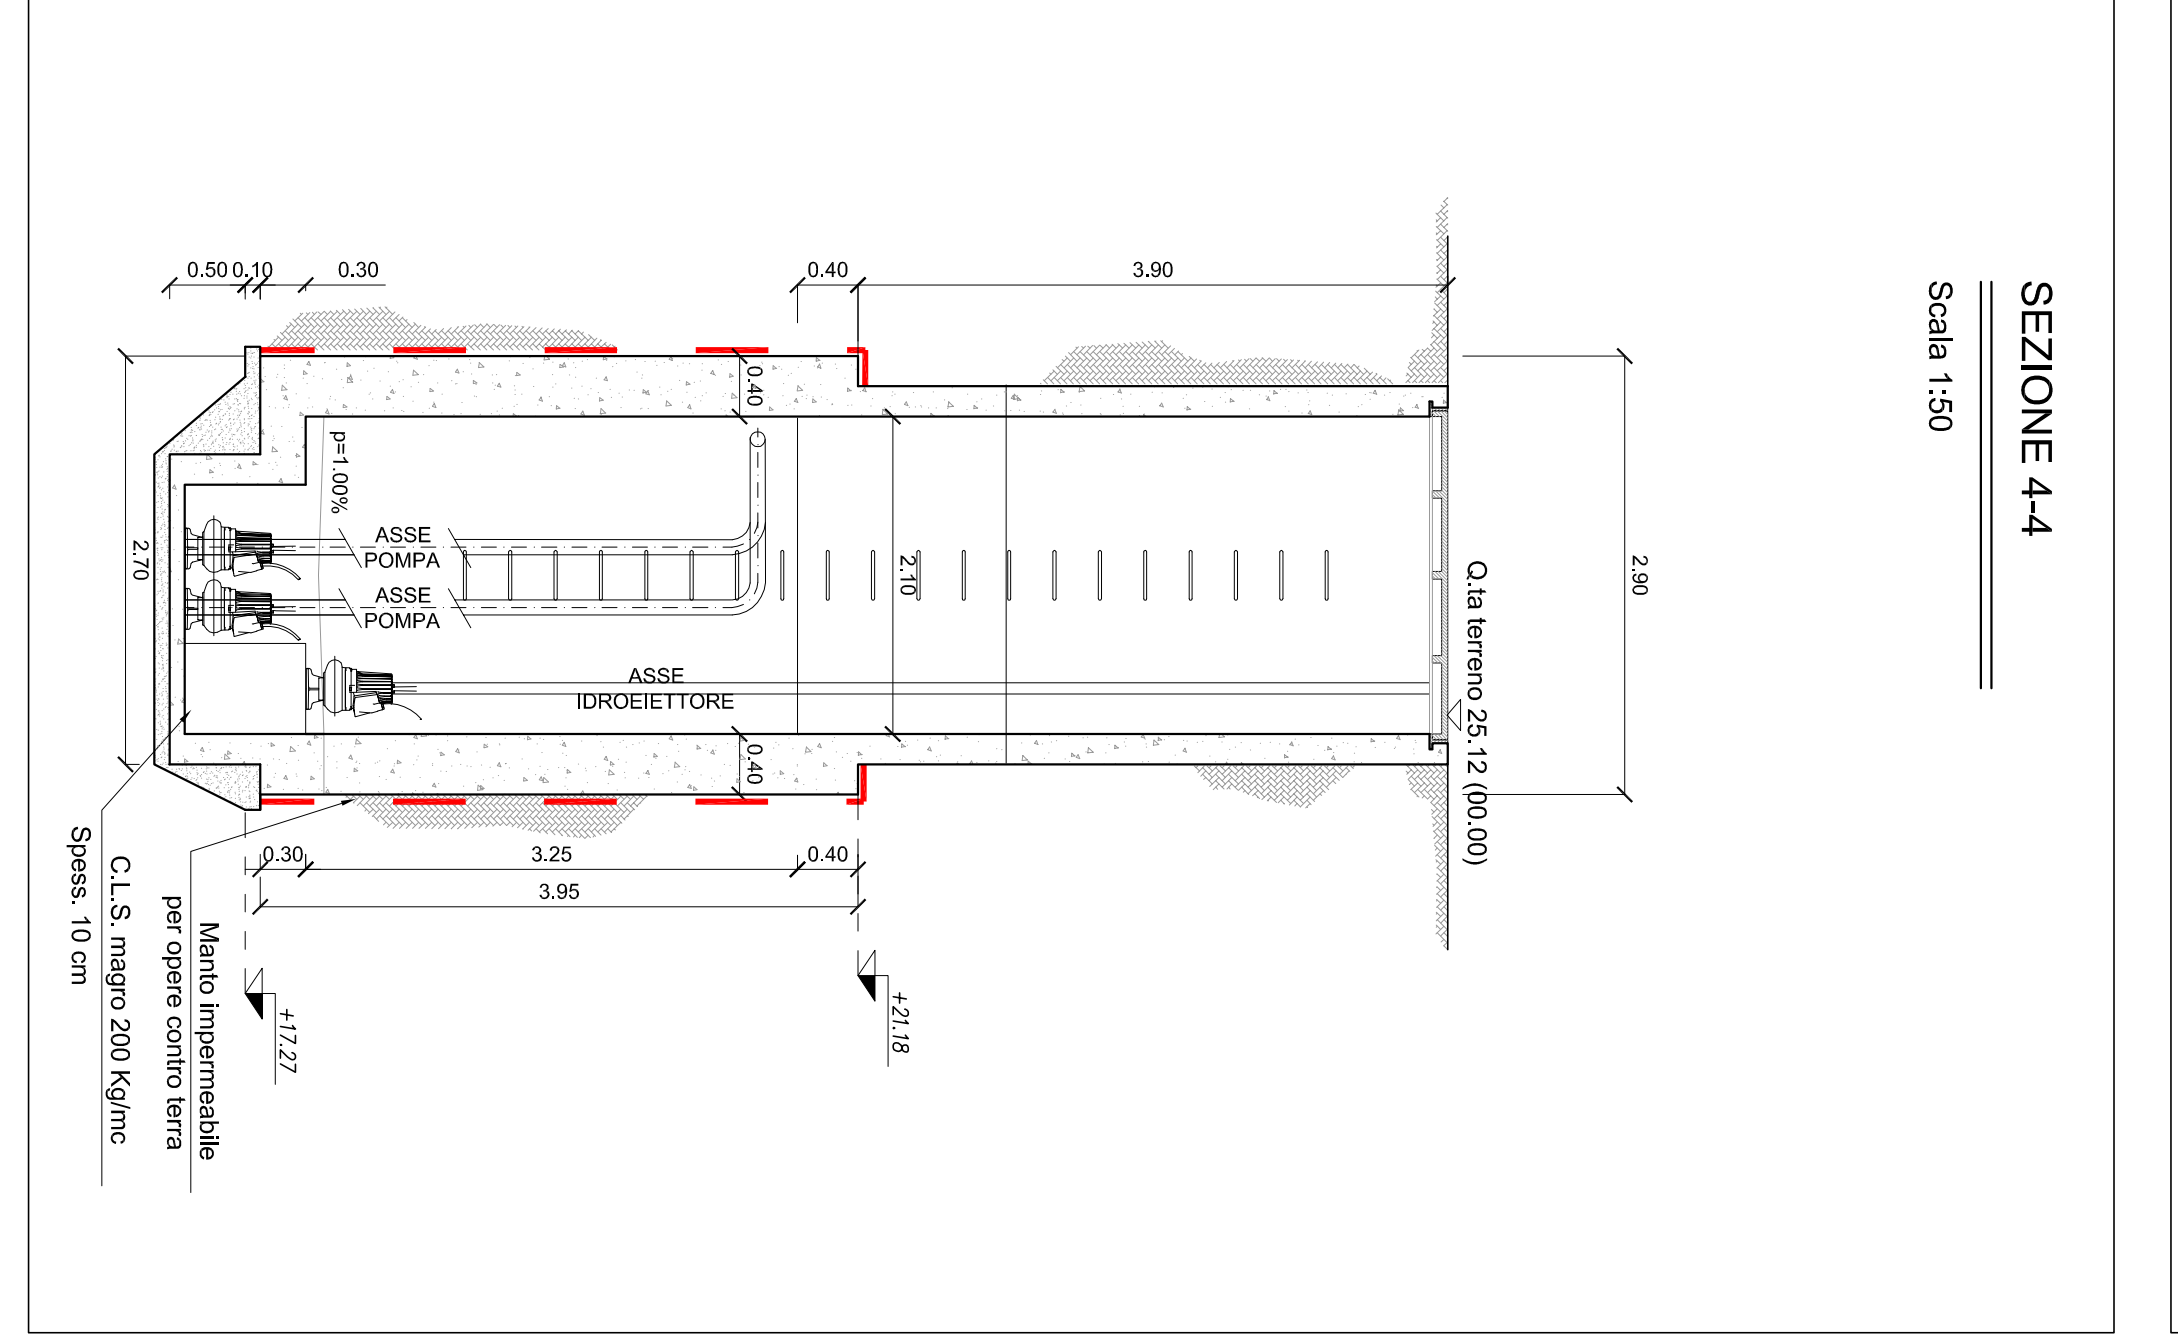 SEZIONE 4-4
Scala 1:50
2.90
Q.ta terreno 25.12 (00.00)
0.50
0.10
0.30
0.40
3.90
0.40
p=1.00%
ASSE
POMPA
ASSE
POMPA
2.10
2.70
ASSE
IDROEIETTORE
0.40
0.30
3.25
0.40
3.95
+21.18
+17.27
Manto impermeabile
per opere contro terra
C.L.S. magro 200 Kg/mc
Spess. 10 cm